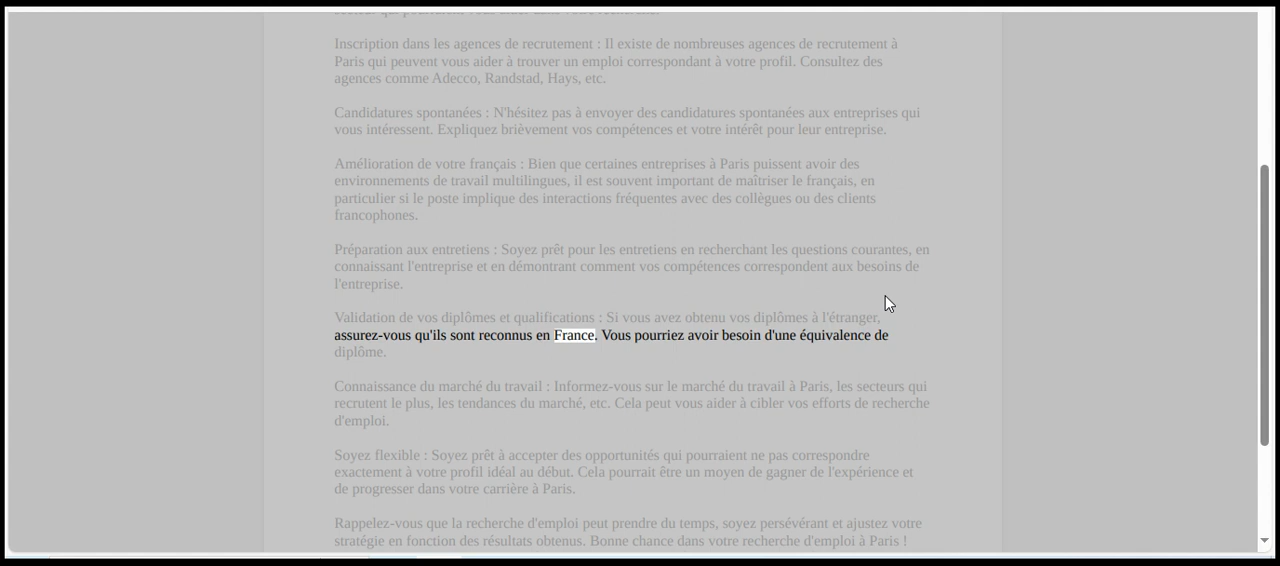 Inscription dans les agences de recrutement : Il existe de nombreuses agences de recrutement à
Paris qui peuvent vous aider à trouver un emploi correspondant à votre profil. Consultez des
agences comme Adecco, Randstad, Hays, etc.
Candidatures spontanées : N'hésitez pas à envoyer des candidatures spontanées aux entreprises qui
vous intéressent. Expliquez brièvement vos compétences et votre intérêt pour leur entreprise.
Amélioration de votre français : Bien que certaines entreprises à Paris puissent avoir des
environnements de travail multilingues, il est souvent important de maîtriser le français, en
particulier si le poste implique des interactions fréquentes avec des collègues ou des clients
francophones.
Préparation aux entretiens : Soyez prêt pour les entretiens en recherchant les questions courantes, en
connaissant l'entreprise et en démontrant comment vos compétences correspondent aux besoins de
l'entreprise.
Validation de vos diplômes et qualifications : Si vous avez obtenu vos diplômes à l'étranger,
assurez-vous qu'ils sont reconnus en France. Vous pourriez avoir besoin d'une équivalence de
diplôme.
Connaissance du marché du travail : Informez-vous sur le marché du travail à Paris, les secteurs qui
recrutent le plus, les tendances du marché, etc. Cela peut vous aider à cibler vos efforts de recherche
d'emploi.
Soyez flexible : Soyez prêt à accepter des opportunités qui pourraient ne pas correspondre
exactement à votre profil idéal au début. Cela pourrait être un moyen de gagner de l'expérience et
de progresser dans votre carrière à Paris.
Rappelez-vous que la recherche d'emploi peut prendre du temps, soyez persévérant et ajustez votre
stratégie en fonction des résultats obtenus. Bonne chance dans votre recherche d'emploi à Paris !